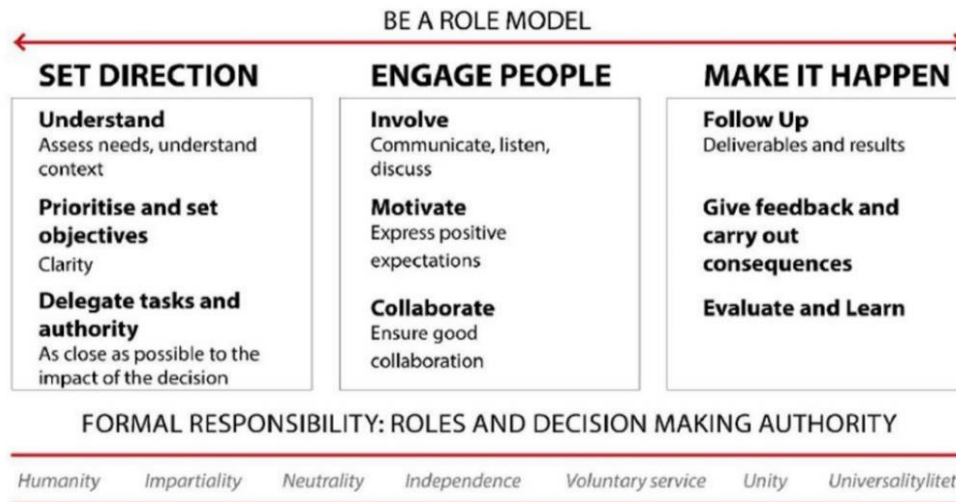 BE A ROLE MODEL
SET DIRECTION
Understand
Assess needs, understand
context
Prioritise and set
objectives
Clarity
Delegate tasks and
authority
As close as possible to the
impact of the decision
ENGAGE PEOPLE
Involve
Communicate, listen,
discuss
Motivate
Express positive
expectations
Collaborate
Ensure good
collaboration
MAKE IT HAPPEN
Follow Up
Deliverables and results
Give feedback and
carry out
consequences
Evaluate and Learn
FORMAL RESPONSIBILITY: ROLES AND DECISION MAKING AUTHORITY
Humanity Impartiality Neutrality Independence Voluntary service Unity Universalitylitet